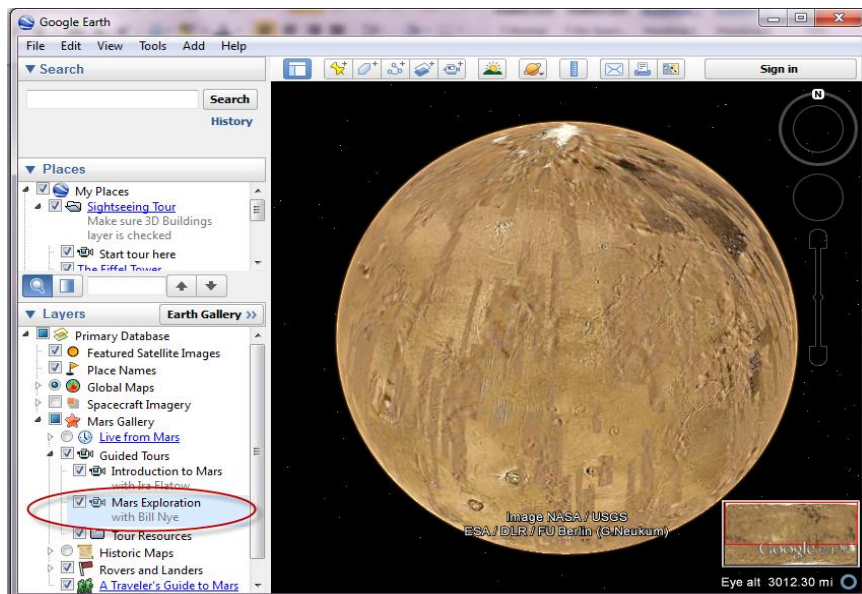 Google Earth
File Edit View Tools Add Help
Search
Search
History
Places
My Places
Sightseeing Tour
Make sure 3D Buildings
layer is checked
Start tour here
The Eiffel Tower
Layers
Earth Gallery >>
Primary Database
Featured Satellite Images
Place Names
Global Maps
Spacecraft Imagery
Mars Gallery
Live from Mars
Guided Tours
Introduction to Mars
with Ira Flatow
Mars Exploration
with Bill Nye
Tour Resources
Historic Maps
Rovers and Landers
A Traveler's Guide to Mars
Sign in
N
Image NASA / USGS
ESA / DLR / FU Berlin (G.Neukum)
Google
Eye alt 3012.30 mi